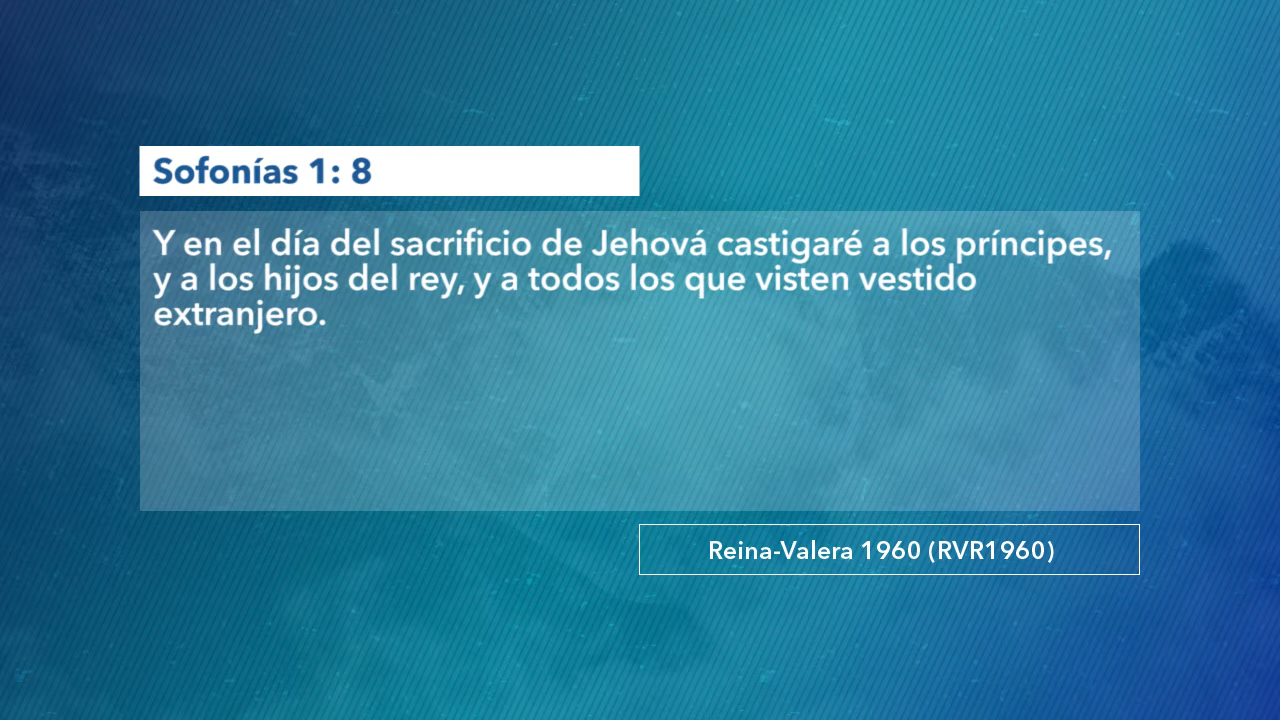 Sofonías 1: 8
Y en el día del sacrificio de Jehová castigaré a los príncipes,
y a los hijos del rey, y a todos los que visten vestido
extranjero.
Reina-Valera 1960 (RVR1960)